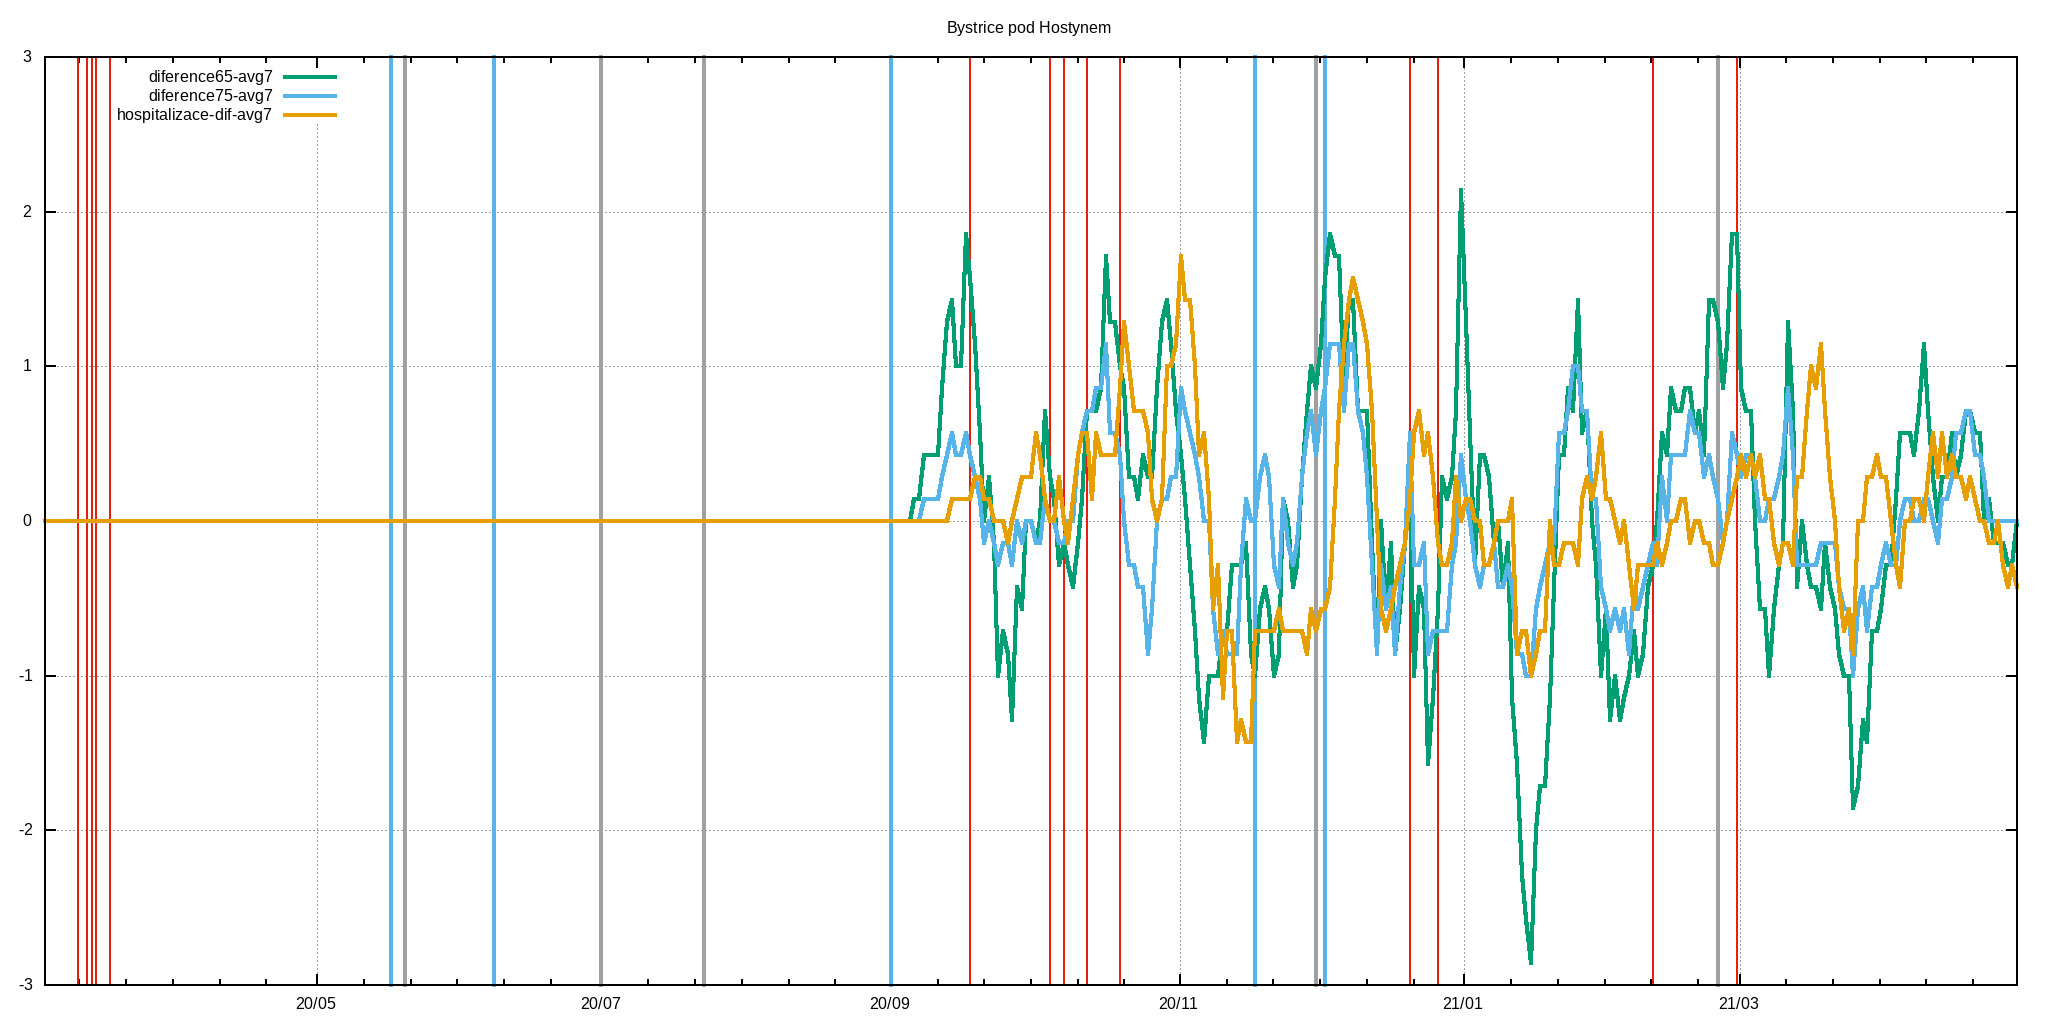 Bystrice pod Hostynem
diference65-avg7
diference75-avg7
hospitalizace-dif-avg7
3
2
1
0
-1
-2
-3
20/05 20/07 20/09 20/11 21/01 21/03